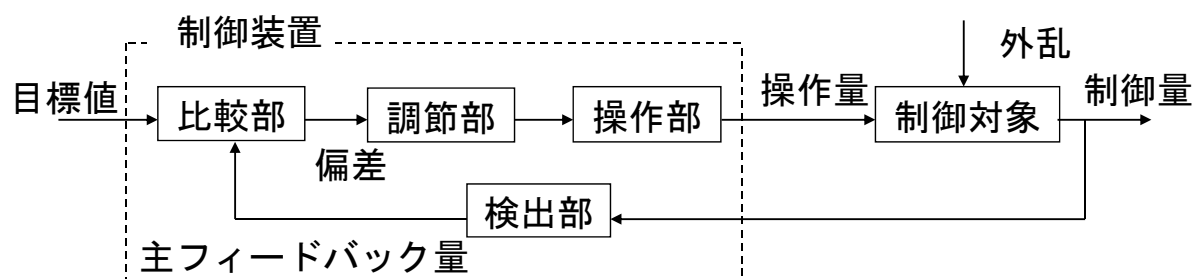 制御装置
外乱
目標値
比較部
調節部
操作部
操作量
制御対象
制御量
偏差
検出部
主フィードバック量